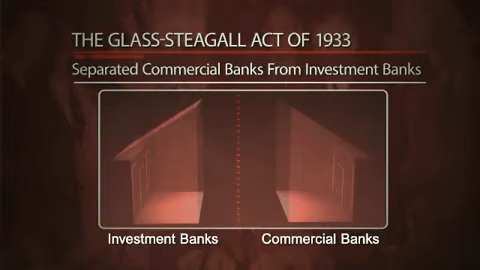 THE GLASS-STEAGALL ACT OF 1933
Separated Commercial Banks From Investment Banks
Investment Banks
Commercial Banks